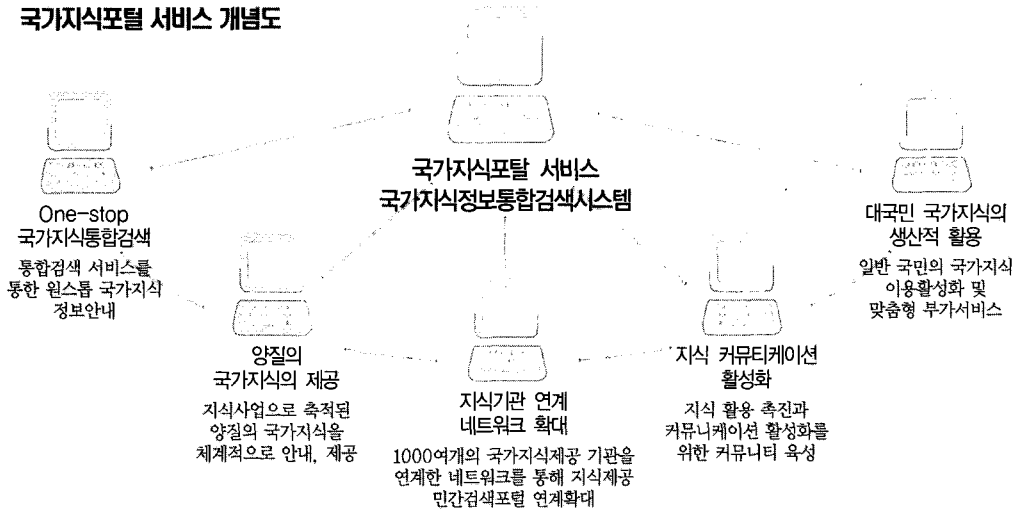 국가지식포털 서비스 개념도
국가지식포탈 서비스
국가지식정보통합검색시스템
One-stop
국가지식통합검색
통합검색 서비스를
통한 원스톱 국가지식
정보안내
양질의
국가지식의 제공
지식사업으로 축적된
양질의 국가지식을
체계적으로 안내, 제공
지식기관 연계
네트워크 확대
1000여개의 국가지식제공 기관을
연계한 네트워크를 통해 지식제공
민간검색포털 연계확대
지식 커뮤티케이션
활성화
지식 활용 촉진과
커뮤니케이션 활성화를
위한 커뮤니티 육성
대국민 국가지식의
생산적 활용
일반 국민의 국가지식
이용활성화 및
맞춤형 부가서비스